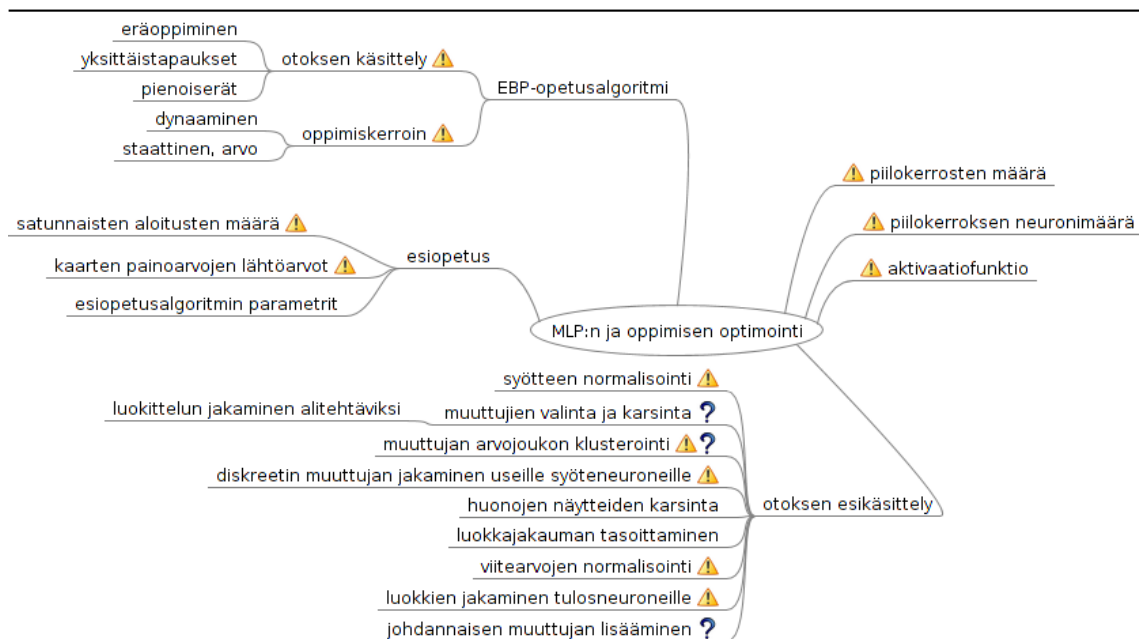 eräoppiminen
yksittäistapaukset
pienoiserät
otoksen käsittely
dynaaminen
staattinen, arvo
oppimiskerroin
EBP-opetusalgoritmi
satunnaisten aloitusten määrä
kaarten painoarvojen lähtöarvot
esiopetusalgoritmin parametrit
esiopetus
piilokerrosten määrä
piilokerroksen neuronimäärä
aktivaatiofunktio
MLP:n ja oppimisen optimointi
syötteen normalisointi
luokittelun jakaminen alitehtäviksi
muuttujien valinta ja karsinta ?
muuttujan arvojoukon klusterointi ?
diskreetin muuttujan jakaminen useille syöteneuroneille
huonojen näytteiden karsinta
luokkajakauman tasoittaminen
viitearvojen normalisointi
luokkien jakaminen tulosneuroneille
johdannaisen muuttujan lisääminen ?
otoksen esikäsittely